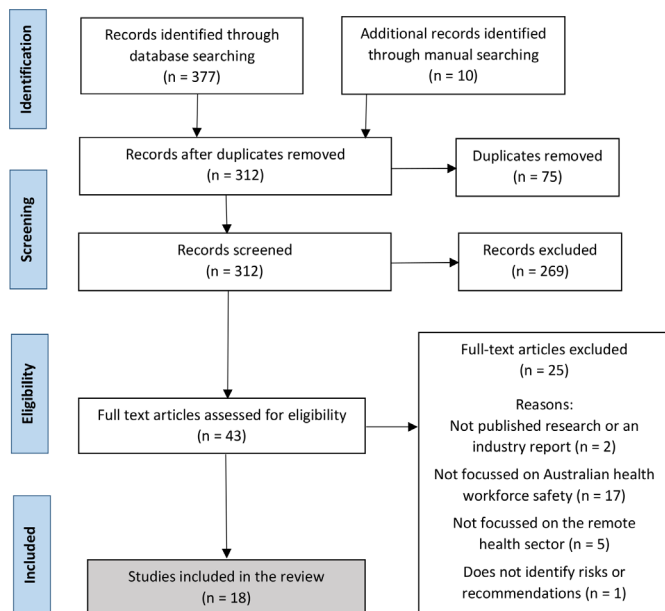 Identification
Records identified through
database searching
(n = 377)
Additional records identified
through manual searching
(n = 10)
Records after duplicates removed
(n = 312)
Duplicates removed
(n = 75)
Screening
Records screened
(n = 312)
Records excluded
(n = 269)
Eligibility
Full text articles assessed for eligibility
(n = 43)
Full-text articles excluded
(n = 25)
Reasons:
Not published research or an
industry report (n = 2)
Not focussed on Australian health
workforce safety (n = 17)
Not focussed on the remote
health sector (n = 5)
Does not identify risks or
recommendations (n = 1)
Included
Studies included in the review
(n = 18)